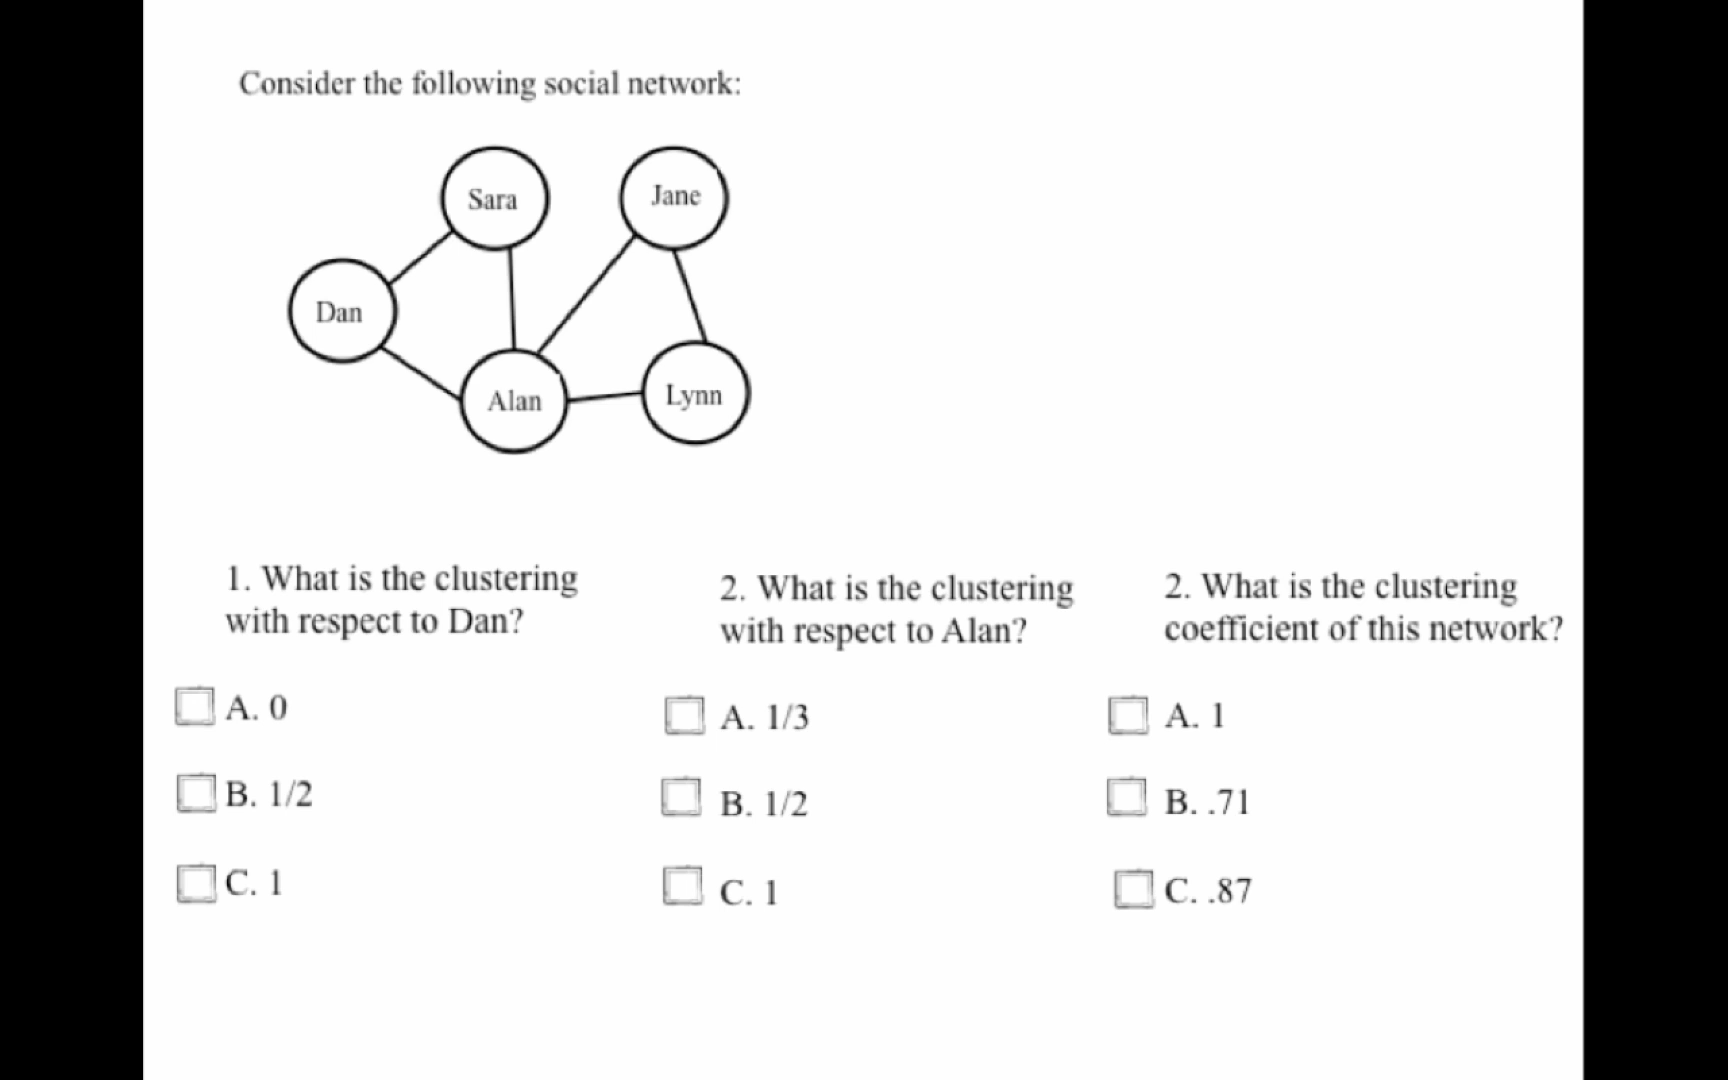 Consider the following social network:
Sara
Jane
Dan
Alan
Lynn
1. What is the clustering
with respect to Dan?
A. 0
B. 1/2
C. 1
2. What is the clustering
with respect to Alan?
A. 1/3
B. 1/2
C. 1
2. What is the clustering
coefficient of this network?
A. 1
B. .71
C. .87